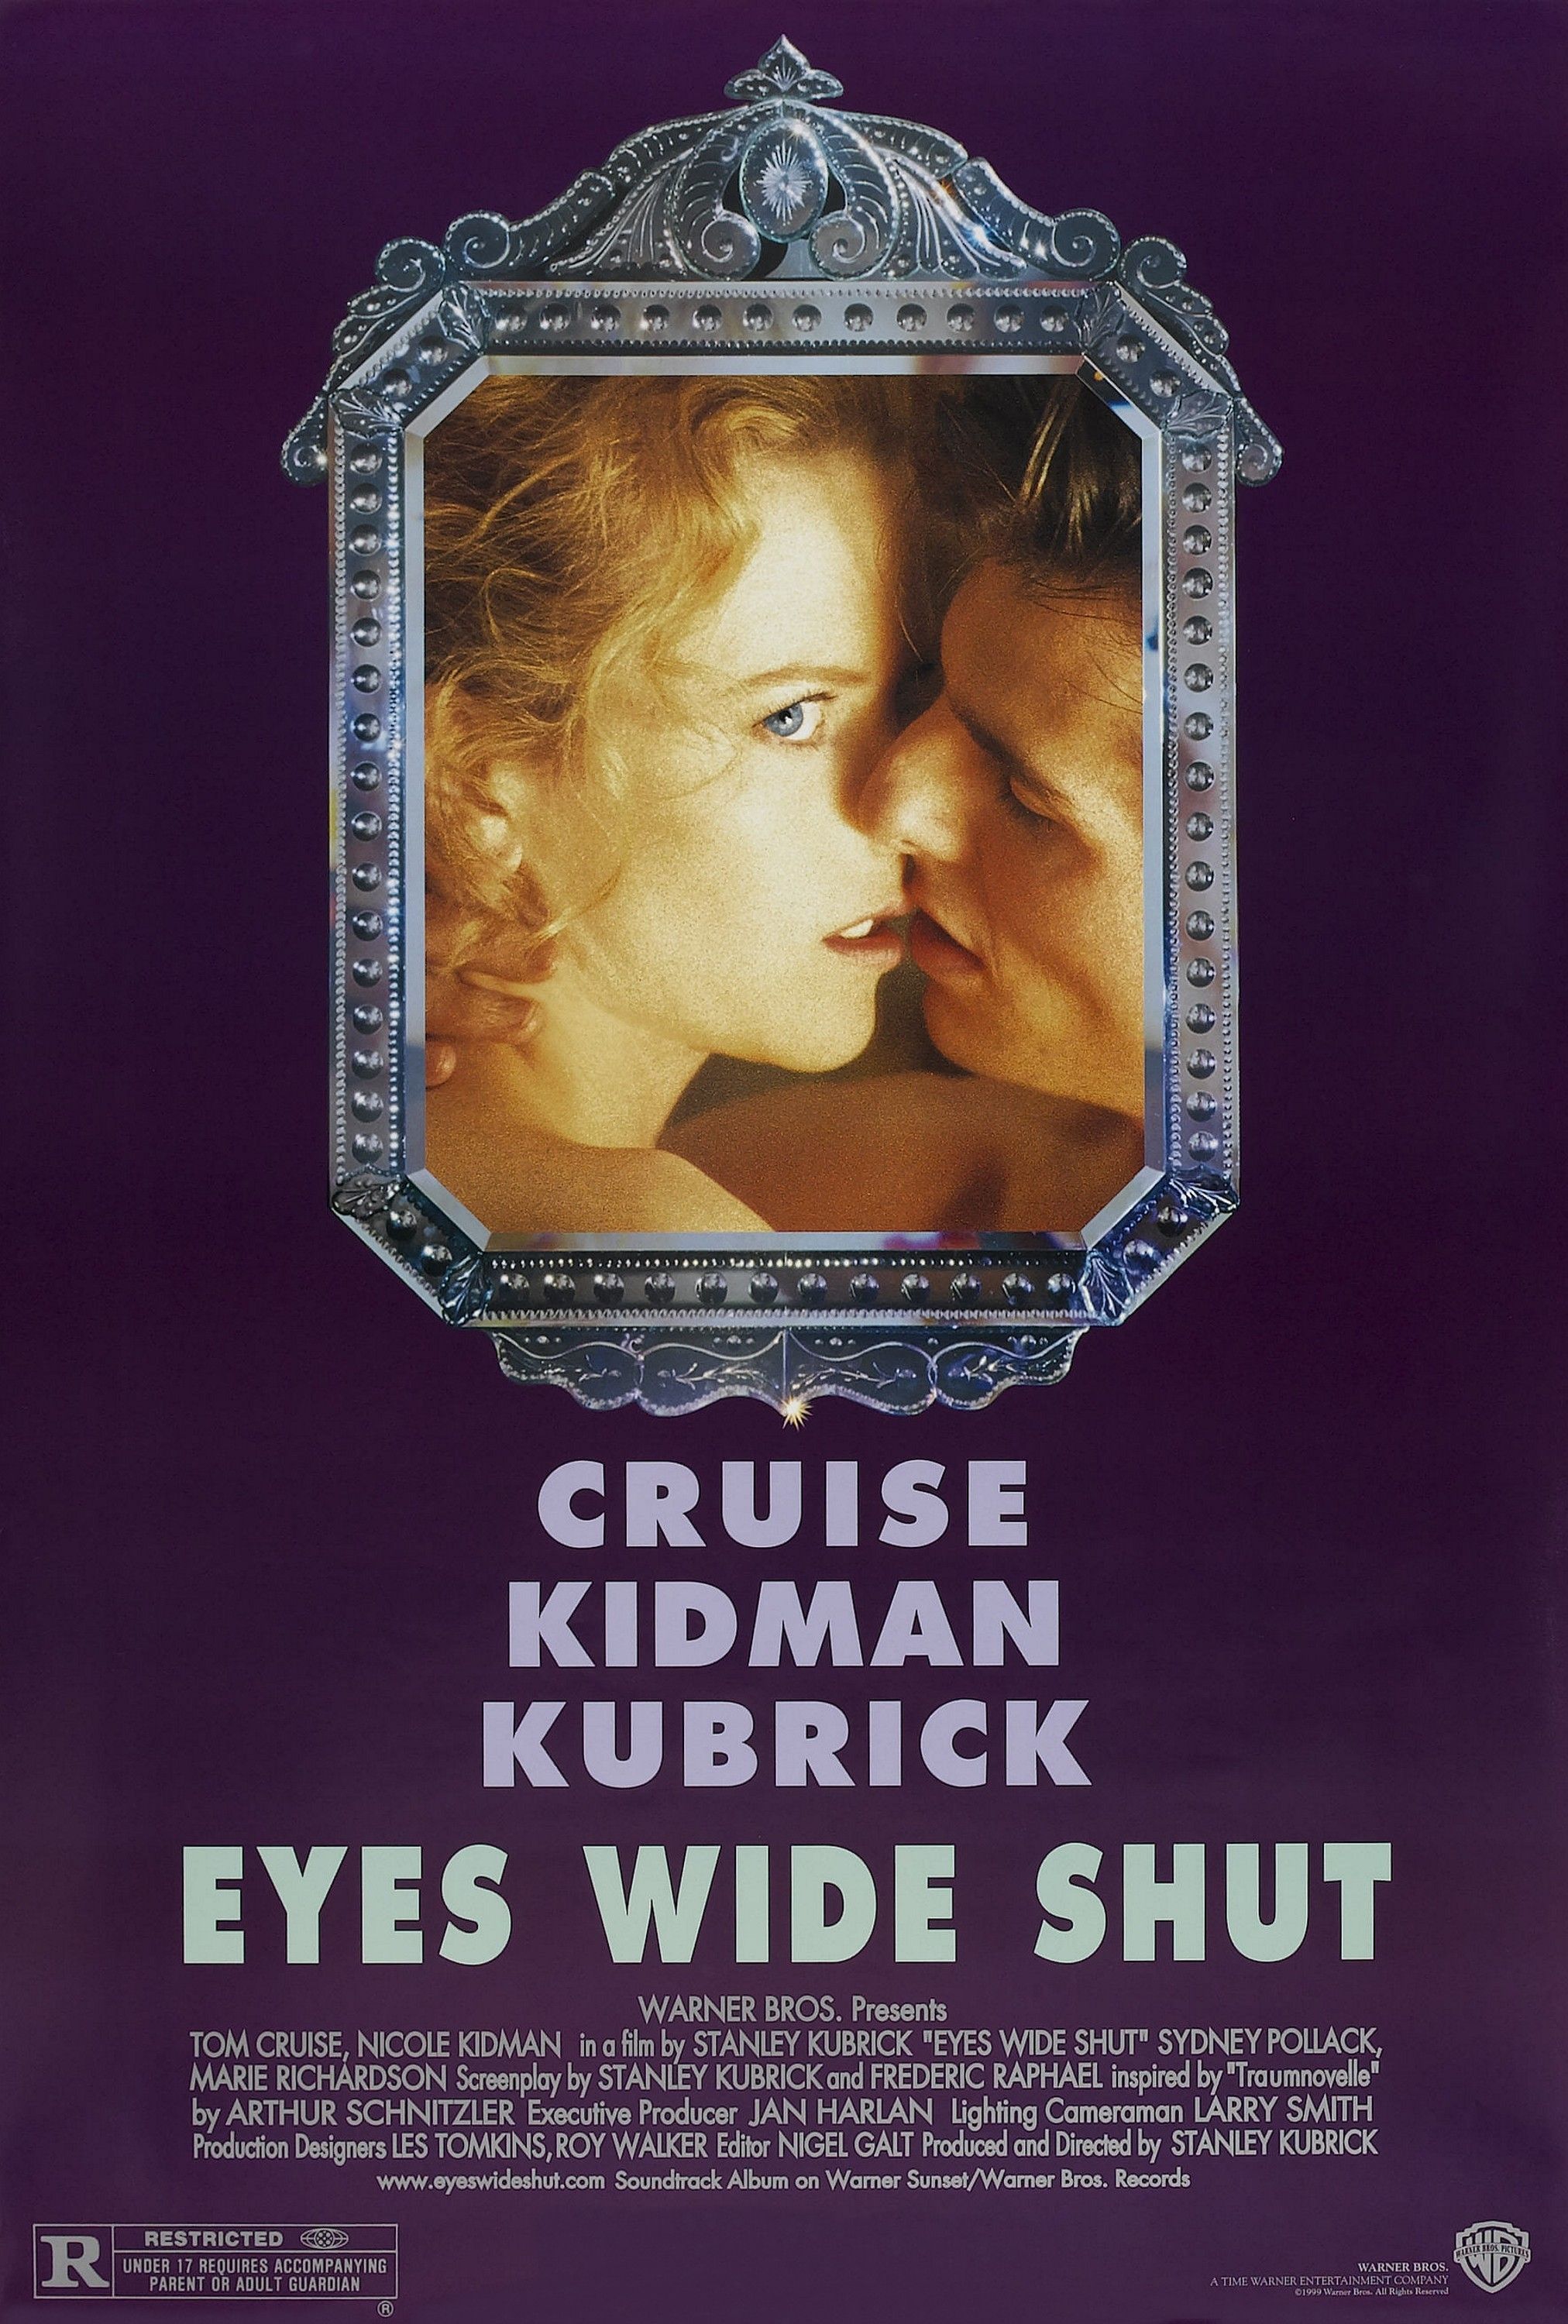 CRUISE
KIDMAN
KUBRICK
EYES WIDE SHUT
WARNER BROS. Presents
TOM CRUISE, NICOLE KIDMAN in a film by STANLEY KUBRICK "EYES WIDE SHUT" SYDNEY POLLACK,
MARIE RICHARDSON Screenplay by STANLEY KUBRICK and FREDERIC RAPHAEL inspired by "Traumnovelle"
by ARTHUR SCHNITZLER Executive Producer JAN HARLAN Lighting Cameraman LARRY SMITH
Production Designers LES TOMKINS, ROY WALKER Editor NIGEL GALT Produced and Directed by STANLEY KUBRICK
www.eyeswideshut.com Soundtrack Album on Warner Sunset/Warner Bros. Records
R RESTRICTED
UNDER 17 REQUIRES ACCOMPANYING
PARENT OR ADULT GUARDIAN
®
WARNER BROS.
A TIME WARNER ENTERTAINMENT COMPANY
©1999 Warner Bros. All Rights Reserved
WB
WARNER BROS. PICTURES